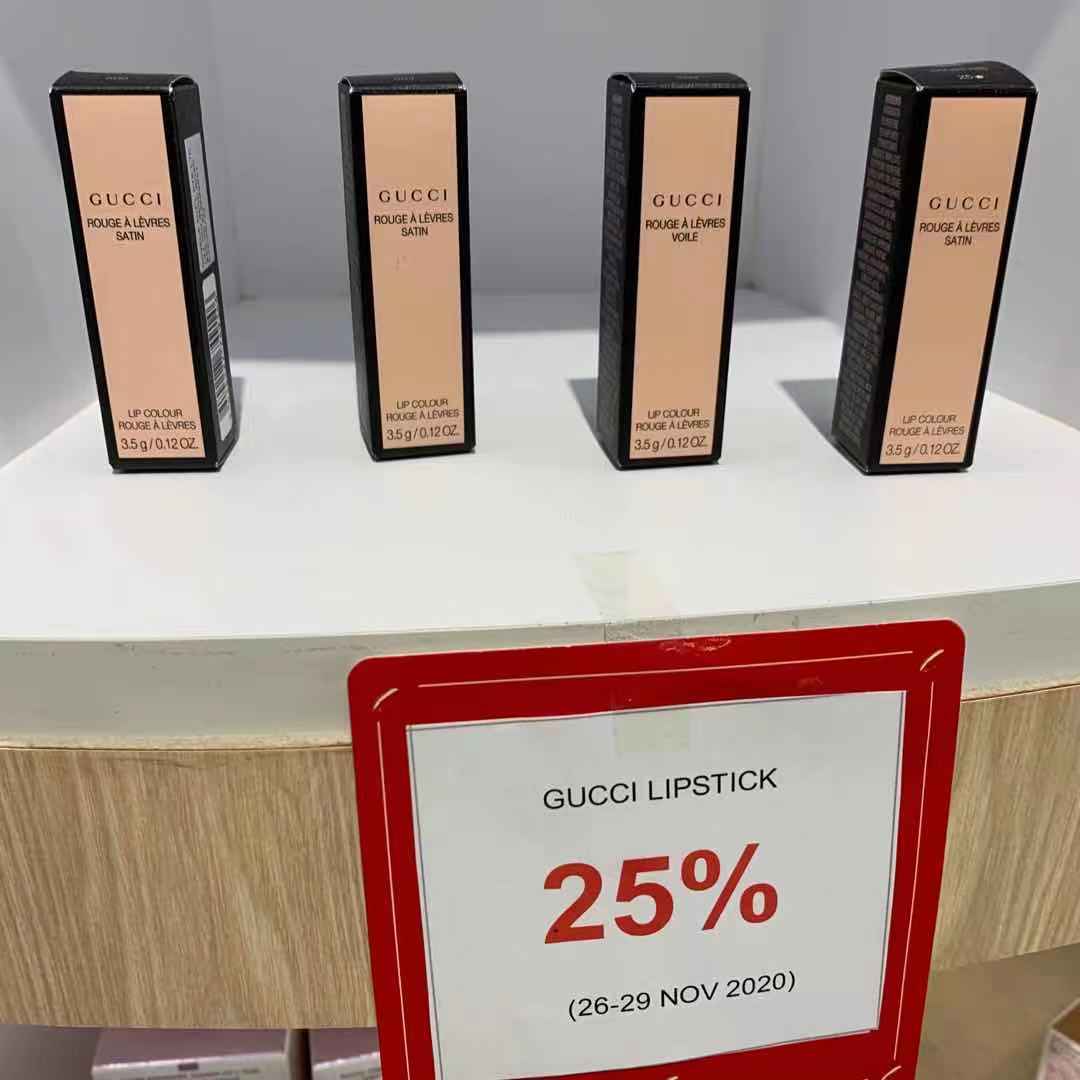 GUCCI
ROUGE À LÈVRES
SATIN
LIP COLOUR
ROUGE À LÈVRES
3.5 g / 0.12 OZ.
GUCCI
ROUGE À LÈVRES
SATIN
LIP COLOUR
ROUGE À LÈVRES
3.5 g / 0.12 OZ.
GUCCI
ROUGE À LÈVRES
VOILE
LIP COLOUR
ROUGE À LÈVRES
3.5 g / 0.12 OZ.
GUCCI
ROUGE À LÈVRES
SATIN
LIP COLOUR
ROUGE À LÈVRES
3.5 g / 0.12 OZ.
GUCCI LIPSTICK
25%
(26-29 NOV 2020)